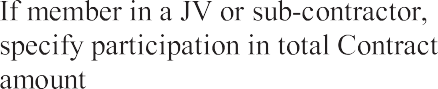 If member in a JV or sub-contractor,
specify participation in total Contract
amount